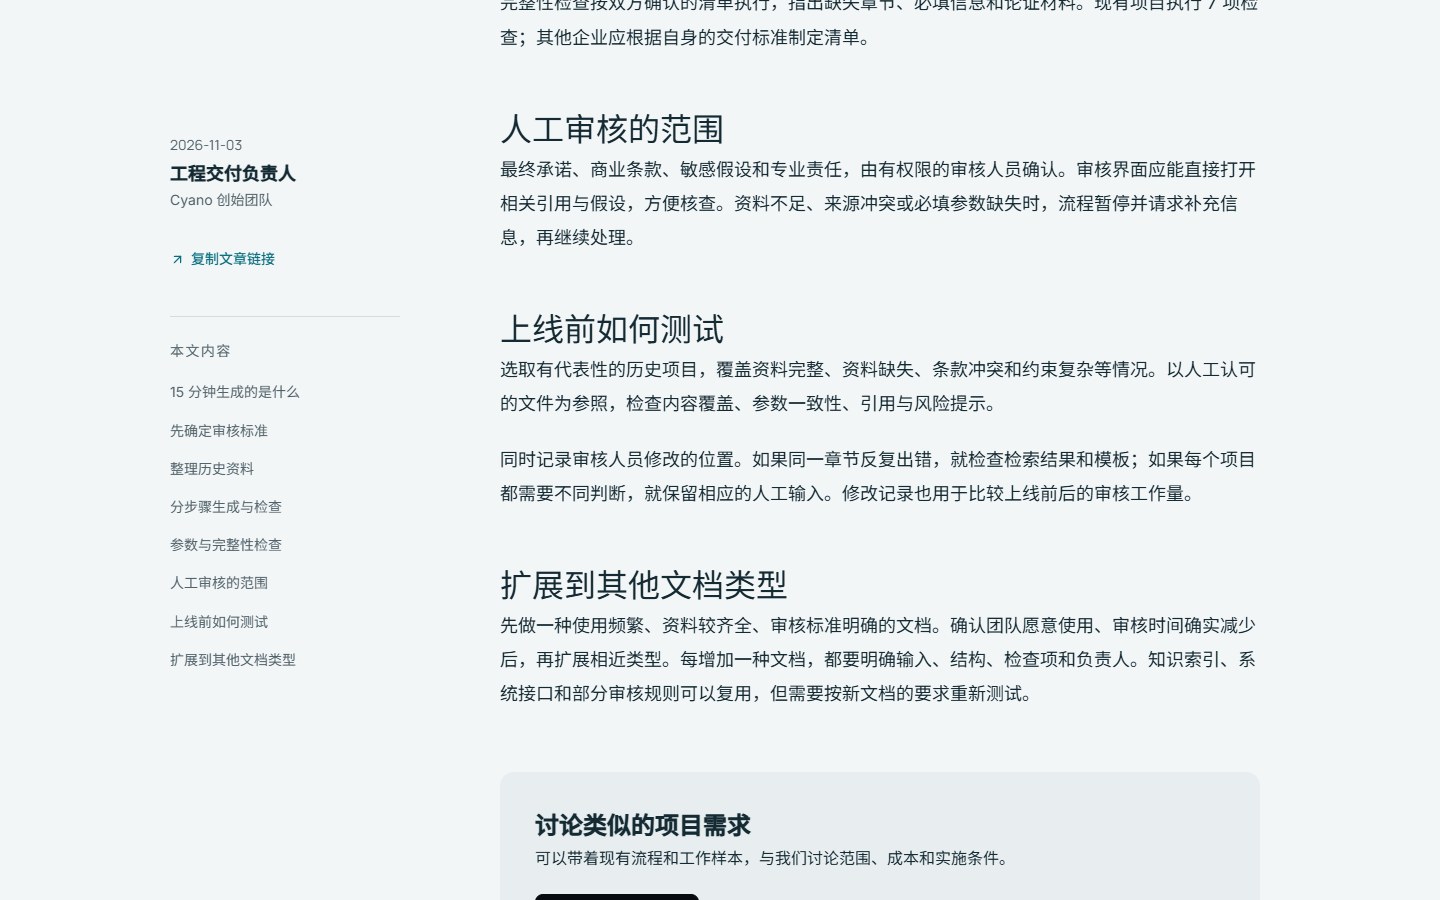 完整性检查按双方确认的清单执行，指出缺失章节、必填信息和论证材料。现有项目执行 7 项检
查；其他企业应根据自身的交付标准制定清单。
2026-11-03
工程交付负责人
Cyano 创始团队
复制文章链接
本文内容
15 分钟生成的是什么
先确定审核标准
整理历史资料
分步骤生成与检查
参数与完整性检查
人工审核的范围
上线前如何测试
扩展到其他文档类型
人工审核的范围
最终承诺、商业条款、敏感假设和专业责任，由有权限的审核人员确认。审核界面应能直接打开
相关引用与假设，方便核查。资料不足、来源冲突或必填参数缺失时，流程暂停并请求补充信
息，再继续处理。
上线前如何测试
选取有代表性的历史项目，覆盖资料完整、资料缺失、条款冲突和约束复杂等情况。以人工认可
的文件为参照，检查内容覆盖、参数一致性、引用与风险提示。
同时记录审核人员修改的位置。如果同一章节反复出错，就检查检索结果和模板；如果每个项目
都需要不同判断，就保留相应的人工输入。修改记录也用于比较上线前后的审核工作量。
扩展到其他文档类型
先做一种使用频繁、资料较齐全、审核标准明确的文档。确认团队愿意使用、审核时间确实减少
后，再扩展相近类型。每增加一种文档，都要明确输入、结构、检查项和负责人。知识索引、系
统接口和部分审核规则可以复用，但需要按新文档的要求重新测试。
讨论类似的项目需求
可以带着现有流程和工作样本，与我们讨论范围、成本和实施条件。